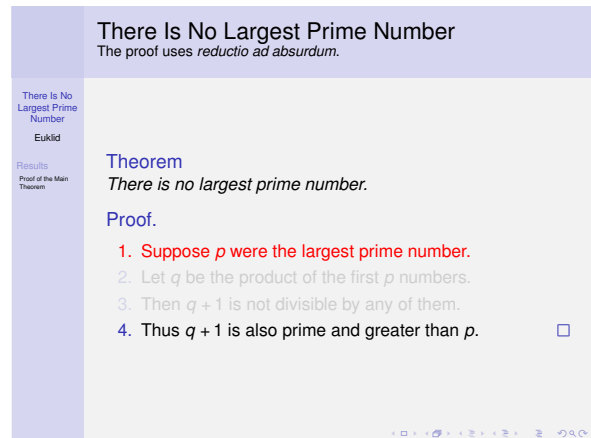 There Is No Largest Prime Number
The proof uses reductio ad absurdum.
There Is No
Largest Prime
Number
Euklid
Results
Proof of the Main
Theorem
Theorem
There is no largest prime number.
Proof.
1. Suppose p were the largest prime number.
2. Let q be the product of the first p numbers.
3. Then q + 1 is not divisible by any of them.
4. Thus q + 1 is also prime and greater than p.